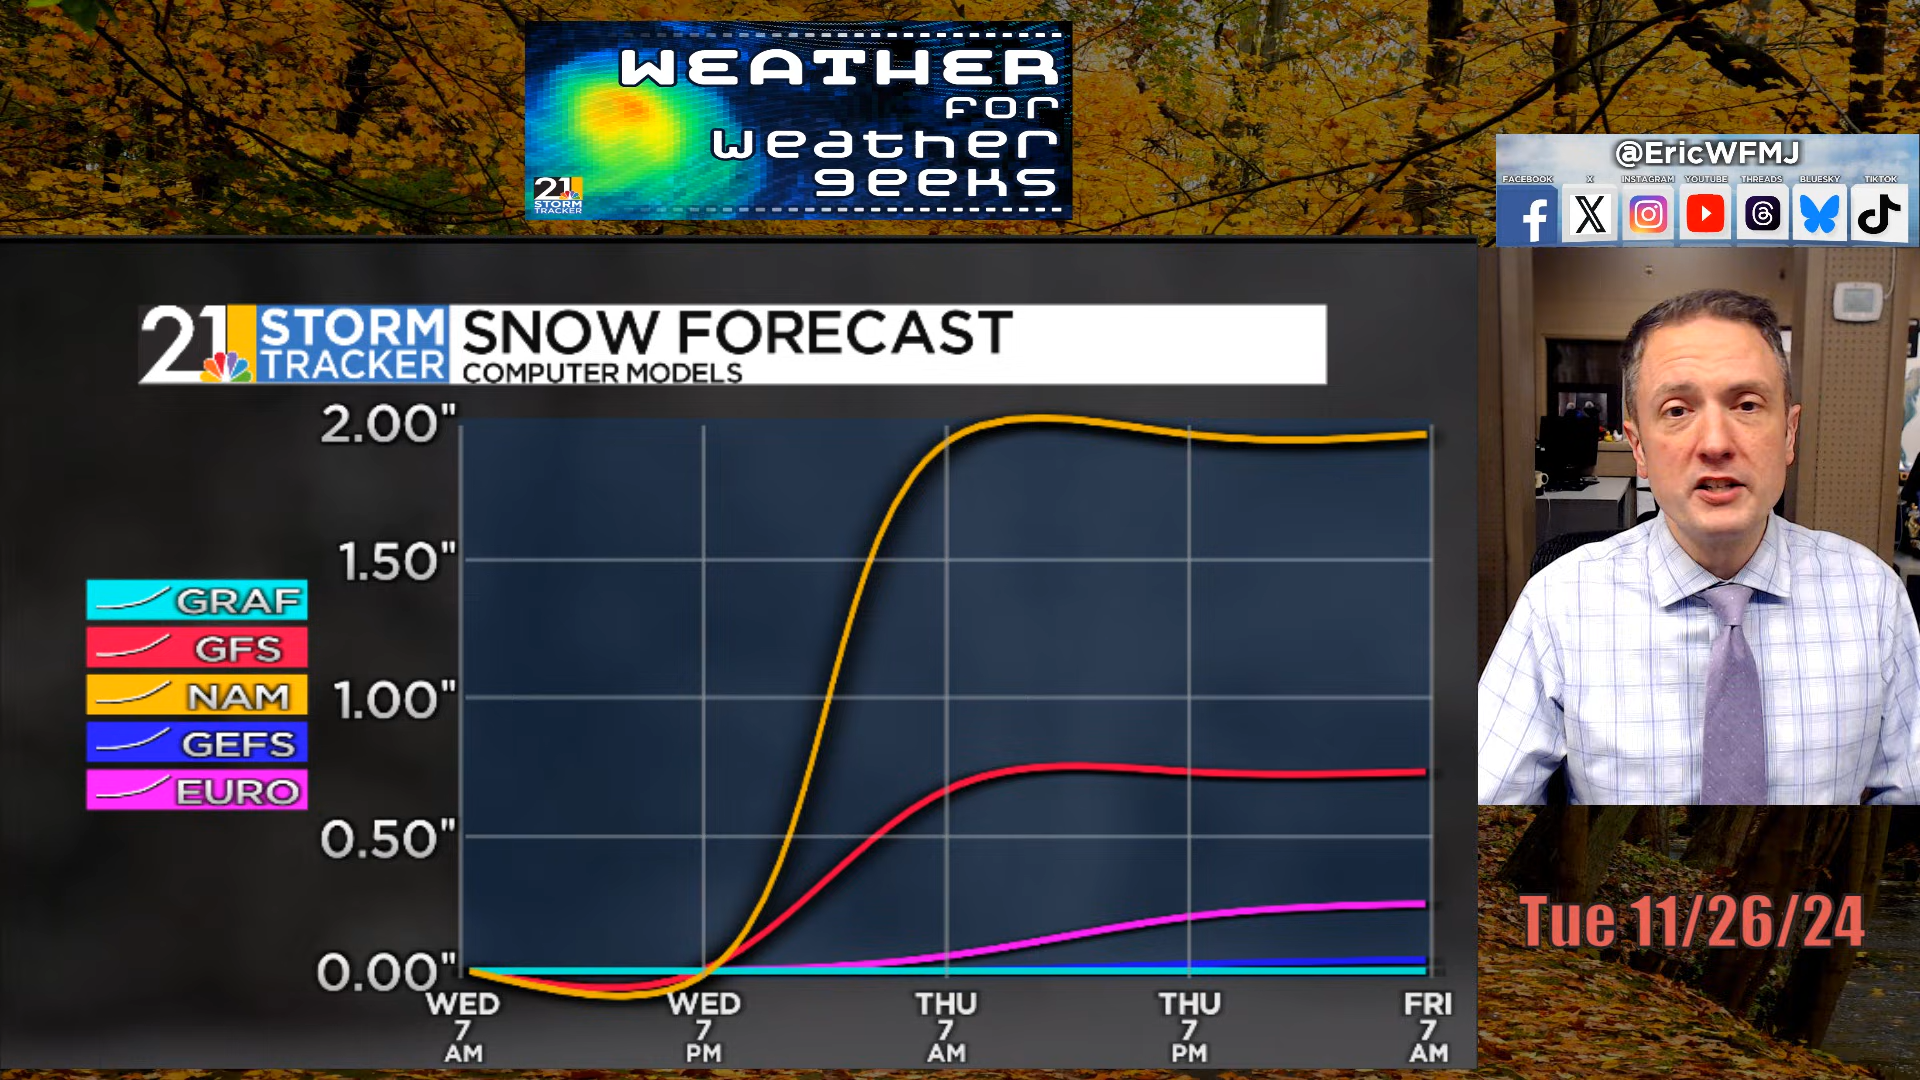 WEATHER
FOR
weather
geeks
21
STORM
TRACKER
@EricWFMJ
FACEBOOK X INSTAGRAM YOUTUBE THREADS BLUESKY TIKTOK
21 STORM TRACKER
SNOW FORECAST
COMPUTER MODELS
2.00"
1.50"
1.00"
0.50"
0.00"
GRAF
GFS
NAM
GEFS
EURO
WED 7 AM
WED 7 PM
THU 7 AM
THU 7 PM
FRI 7 AM
Tue 11/26/24